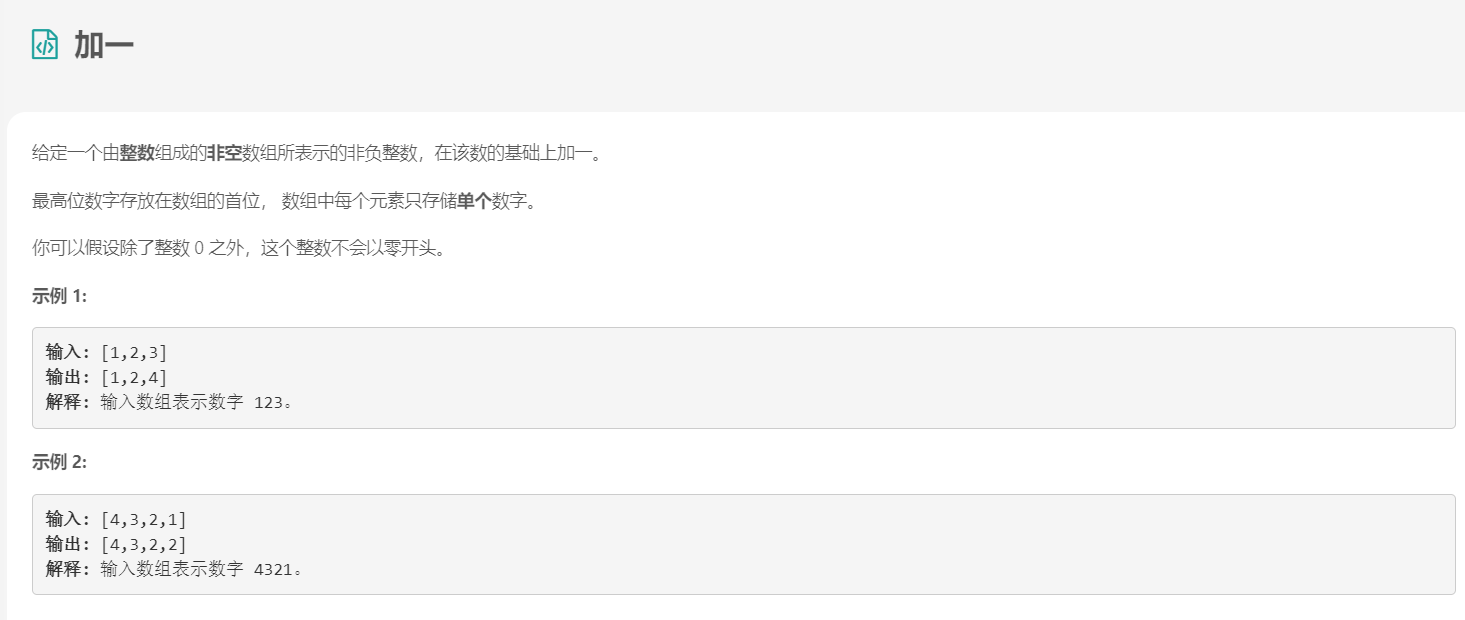 加一
给定一个由整数组成的非空数组所表示的非负整数，在该数的基础上加一。
最高位数字存放在数组的首位， 数组中每个元素只存储单个数字。
你可以假设除了整数 0 之外，这个整数不会以零开头。
示例 1:
输入: [1,2,3]
输出: [1,2,4]
解释: 输入数组表示数字 123。
示例 2:
输入: [4,3,2,1]
输出: [4,3,2,2]
解释: 输入数组表示数字 4321。